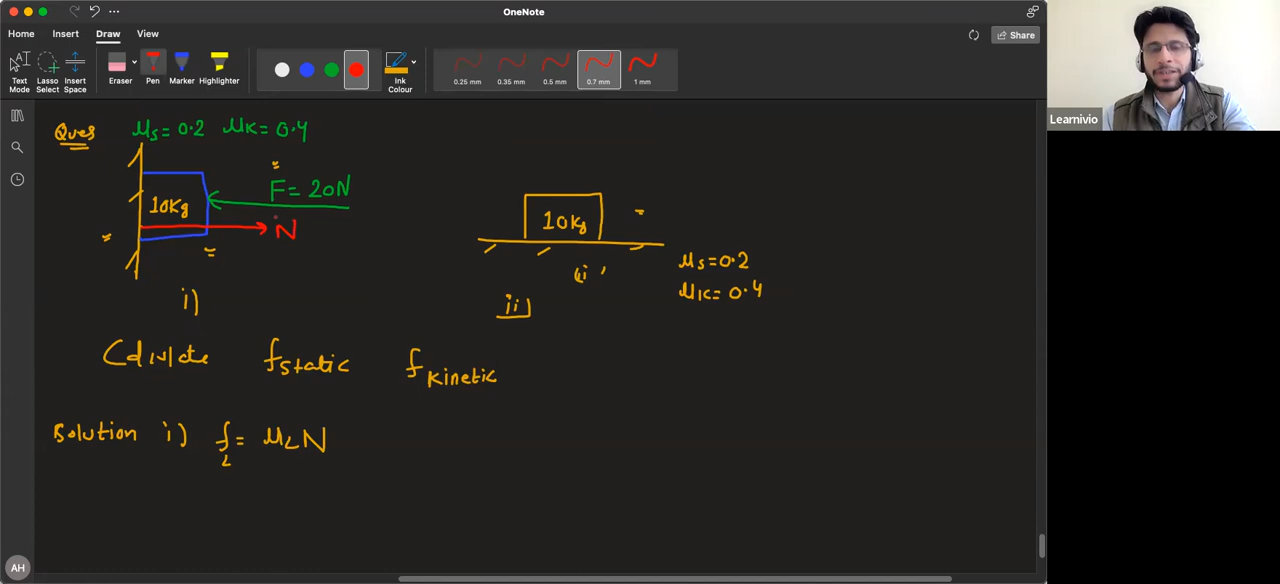 OneNote
Home Insert Draw View
Share
Text Mode
Lasso Select
Insert Space
Eraser
Pen
Marker
Highlighter
Ink Colour
0.25 mm 0.35 mm 0.5 mm 0.7 mm 1 mm
Learnivio
Ques μs = 0.2 μK = 0.4
F = 20N
10Kg
N
10Kg
μs = 0.2
μK = 0.4
i)
ii)
fstatic fKinetic
Solution i) fL = μLN
AH